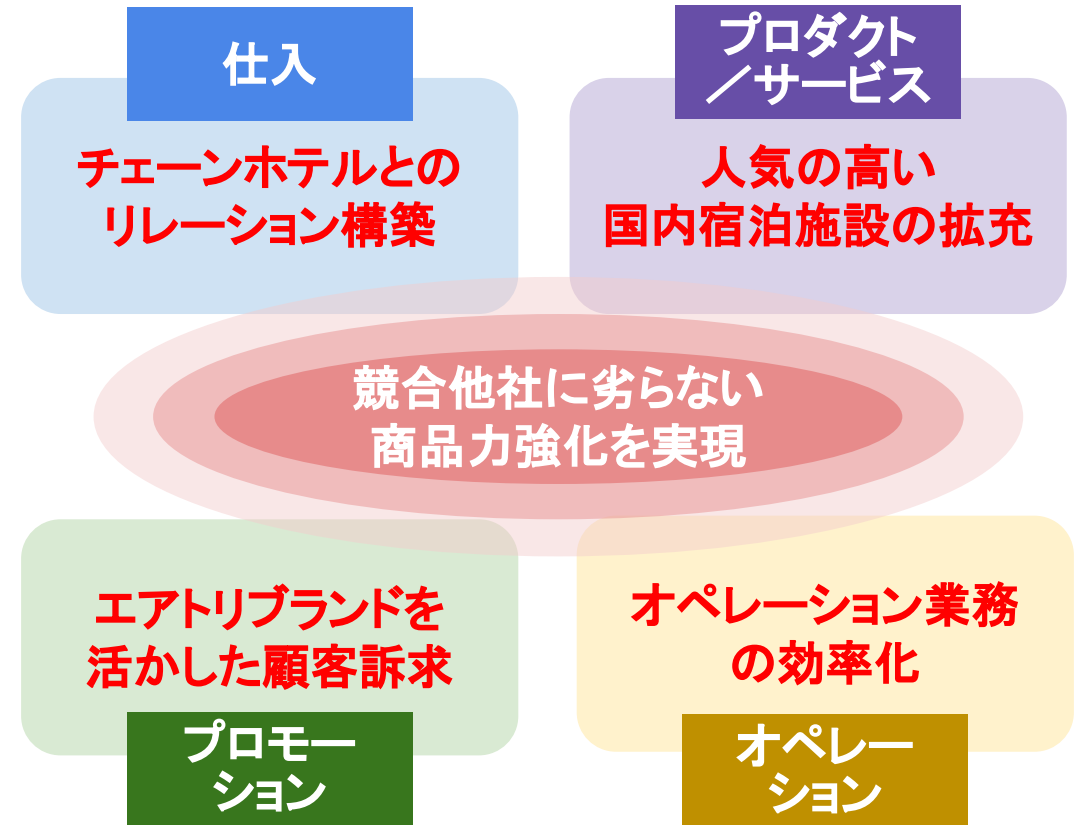 仕入
チェーンホテルとの
リレーション構築
プロダクト
／サービス
人気の高い
国内宿泊施設の拡充
競合他社に劣らない
商品力強化を実現
エアトリブランドを
活かした顧客訴求
プロモー
ション
オペレーション業務
の効率化
オペレー
ション